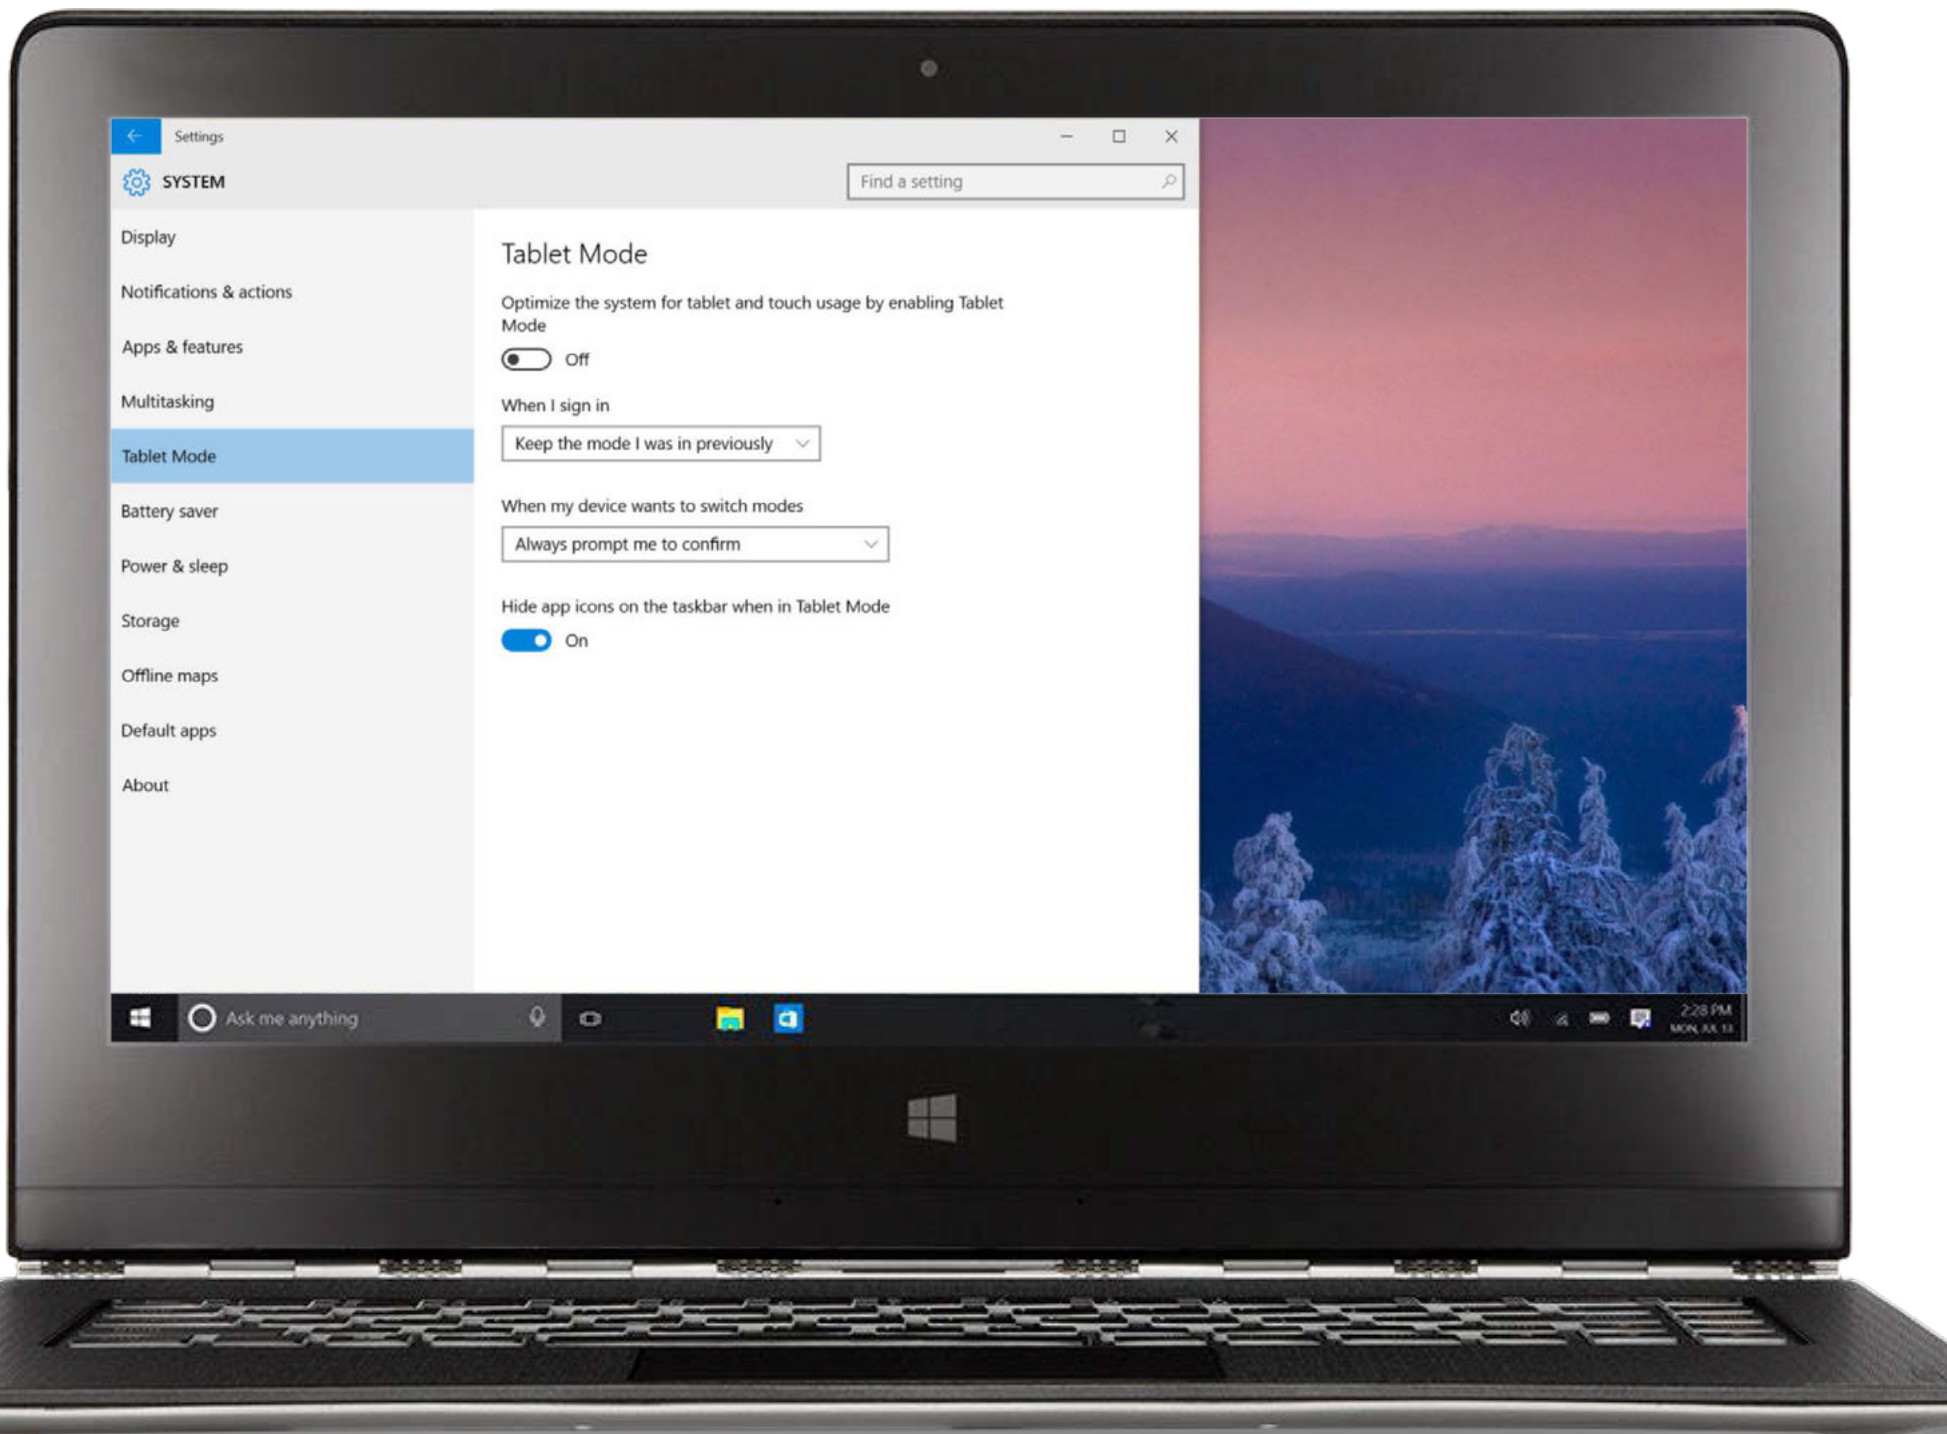 Settings
SYSTEM
Find a setting
Display
Notifications & actions
Apps & features
Multitasking
Tablet Mode
Battery saver
Power & sleep
Storage
Offline maps
Default apps
About
Tablet Mode
Optimize the system for tablet and touch usage by enabling Tablet
Mode
Off
When I sign in
Keep the mode I was in previously
When my device wants to switch modes
Always prompt me to confirm
Hide app icons on the taskbar when in Tablet Mode
On
Ask me anything
2:28 PM
MON, JUL 13